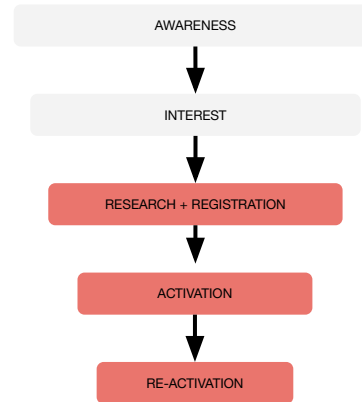 AWARENESS
INTEREST
RESEARCH + REGISTRATION
ACTIVATION
RE-ACTIVATION